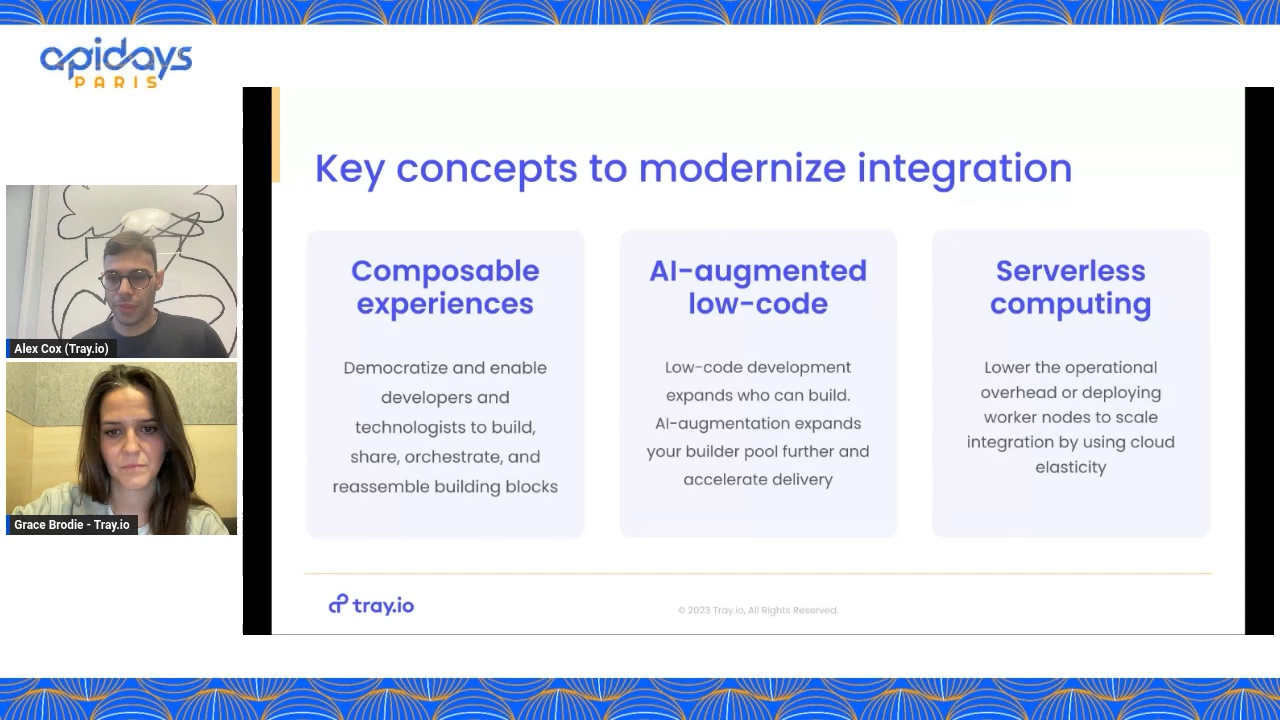 apidays
PARIS
Key concepts to modernize integration
Composable
experiences
Democratize and enable
developers and
technologists to build,
share, orchestrate, and
reassemble building blocks
AI-augmented
low-code
Low-code development
expands who can build.
AI-augmentation expands
your builder pool further and
accelerate delivery
Serverless
computing
Lower the operational
overhead or deploying
worker nodes to scale
integration by using cloud
elasticity
Alex Cox (Tray.io)
Grace Brodie - Tray.io
tray.io
© 2023 Tray.io, All Rights Reserved.